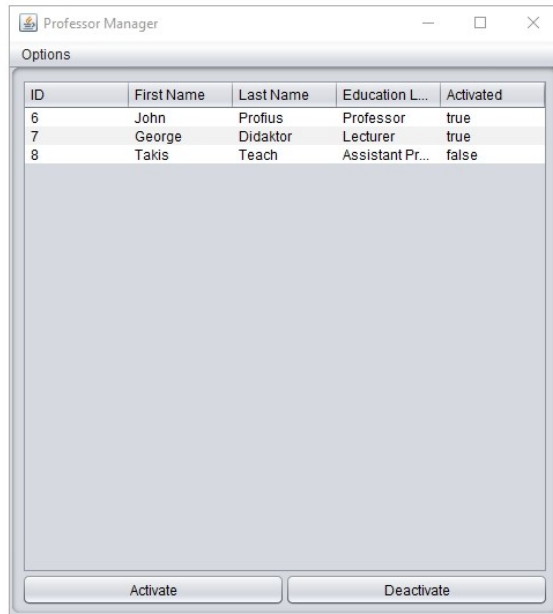 Professor Manager
Options
ID First Name Last Name Education L... Activated
6 John Profius Professor true
7 George Didaktor Lecturer true
8 Takis Teach Assistant Pr... false
Activate Deactivate